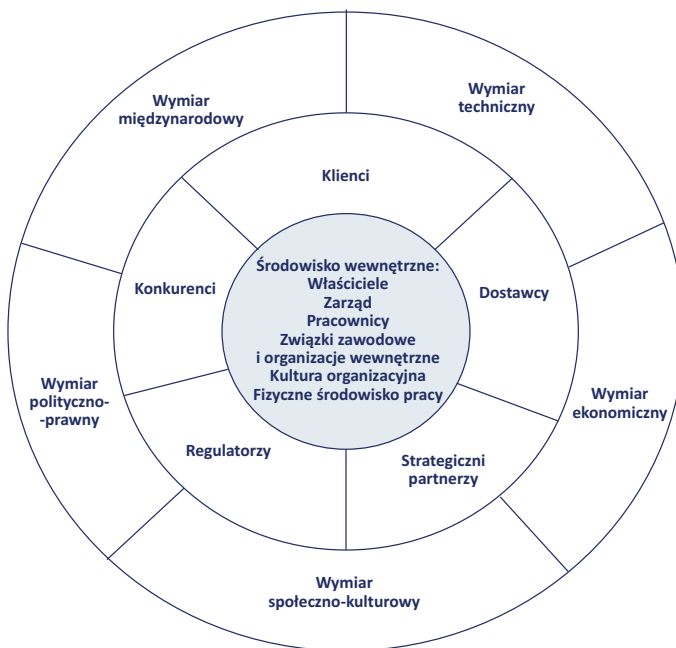 Wymiar
międzynarodowy
Wymiar
techniczny
Klienci
Konkurenci
Środowisko wewnętrzne:
Właściciele
Zarząd
Pracownicy
Związki zawodowe
i organizacje wewnętrzne
Kultura organizacyjna
Fizyczne środowisko pracy
Dostawcy
Wymiar
polityczno-
-prawny
Wymiar
ekonomiczny
Regulatorzy
Strategiczni
partnerzy
Wymiar
społeczno-kulturowy